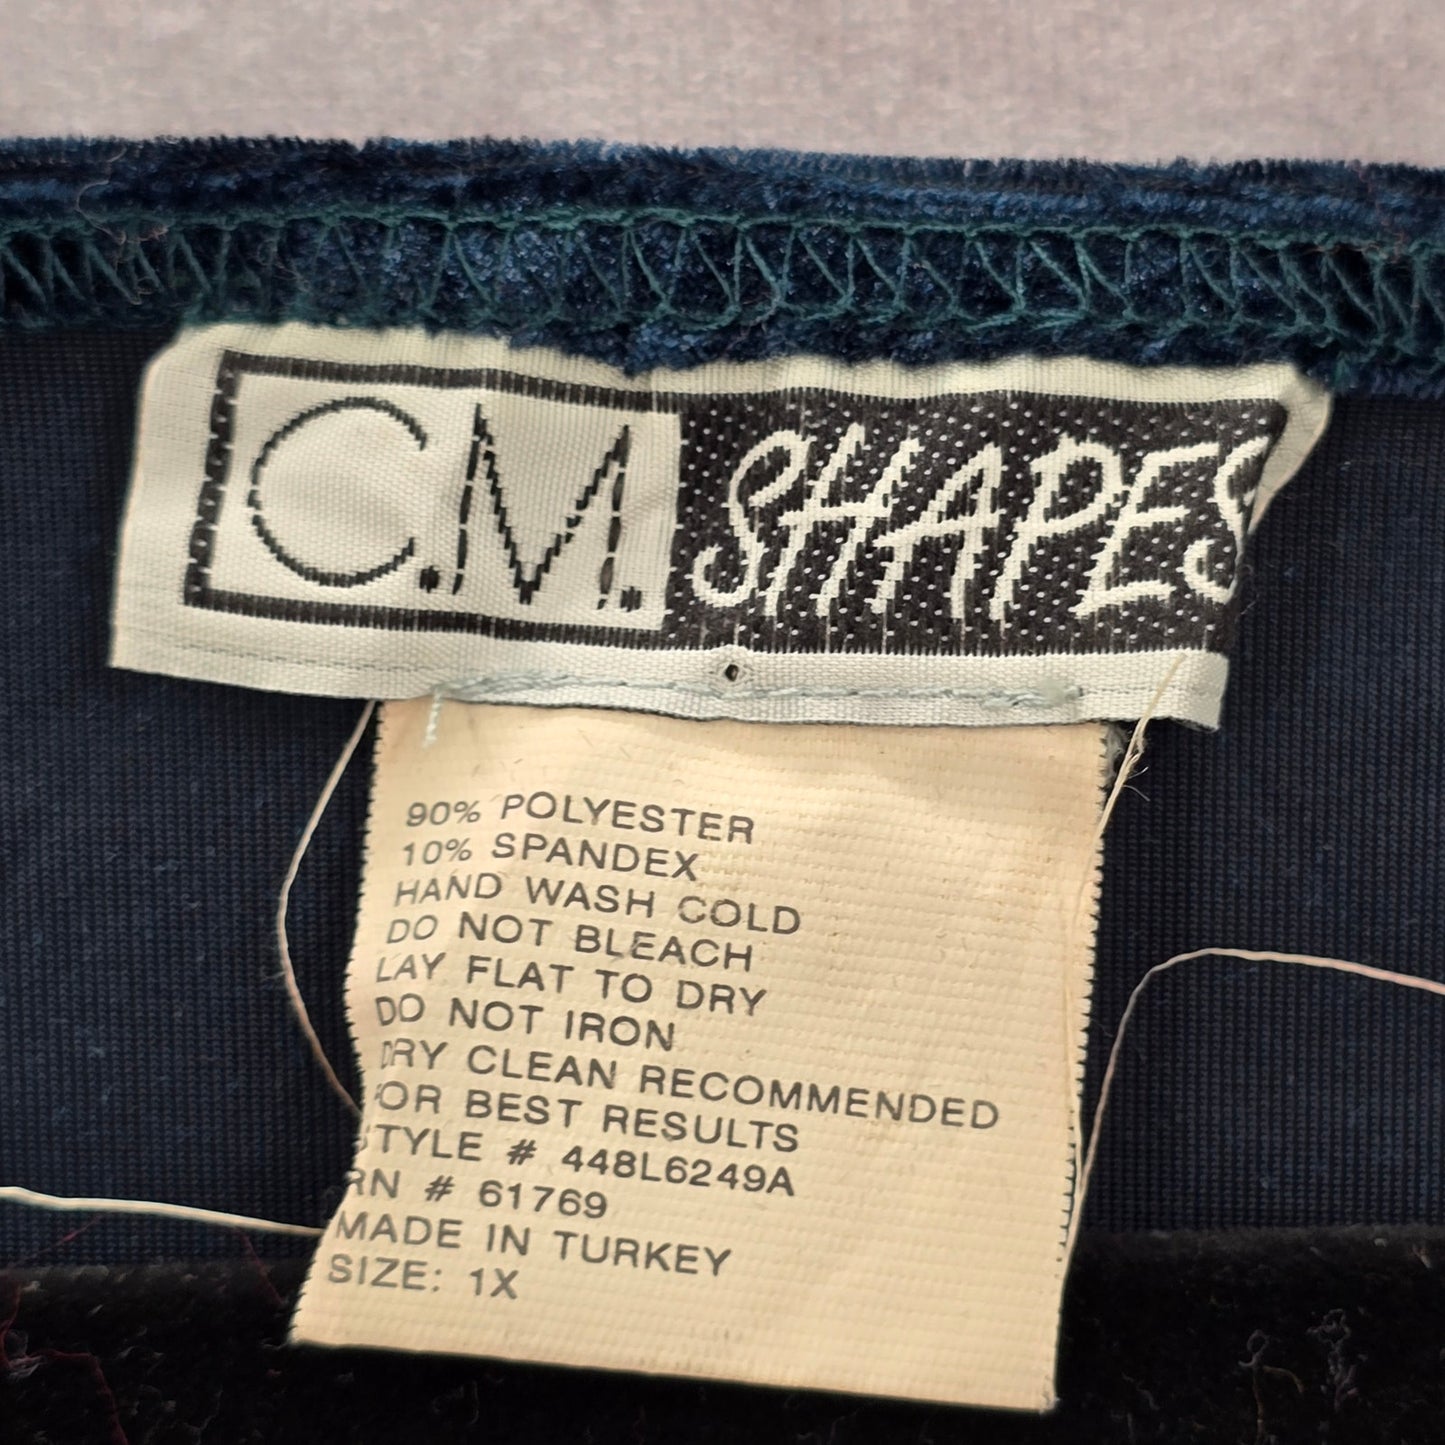 C.M. SHAPES
90% POLYESTER
10% SPANDEX
HAND WASH COLD
DO NOT BLEACH
LAY FLAT TO DRY
DO NOT IRON
DRY CLEAN RECOMMENDED
FOR BEST RESULTS
STYLE # 448L6249A
RN # 61769
MADE IN TURKEY
SIZE: 1X